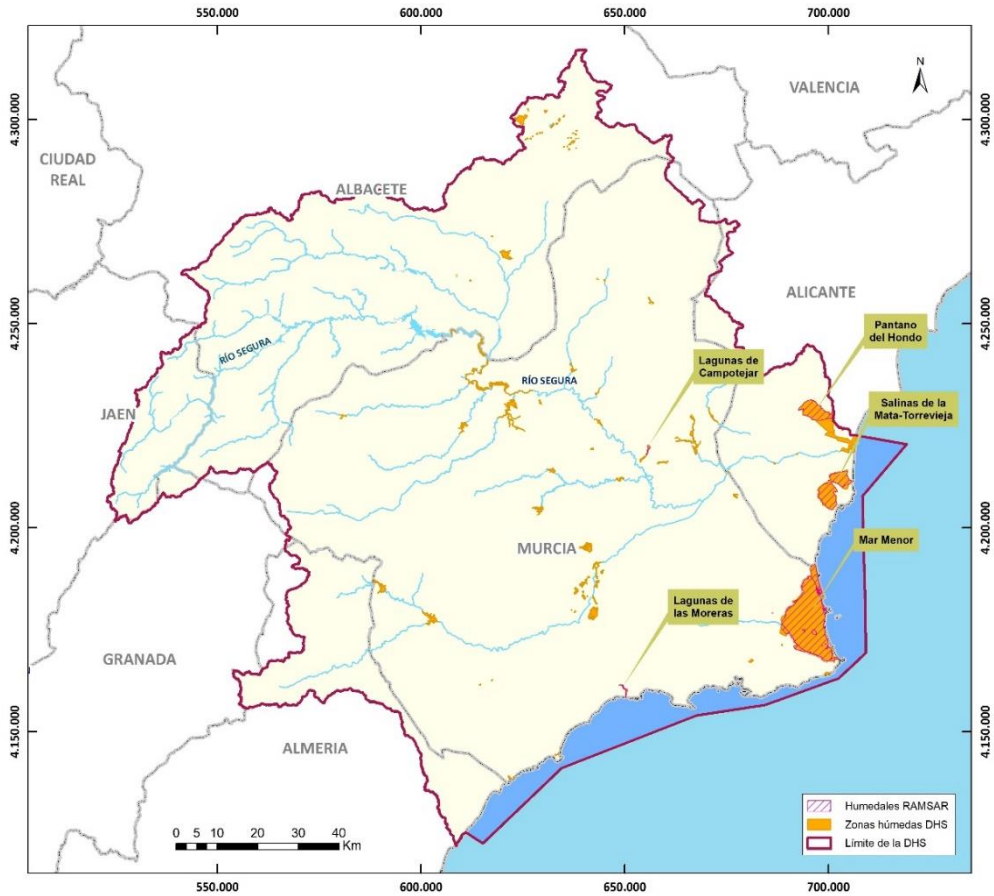 550.000
600.000
650.000
700.000
4.300.000
4.300.000
N
VALENCIA
CIUDAD
REAL
ALBACETE
ALICANTE
4.250.000
4.250.000
Pantano
del Hondo
RÍO SEGURA
Lagunas de
Campotejar
RÍO SEGURA
Salinas de la
Mata-Torrevieja
JAEN
4.200.000
4.200.000
MURCIA
Mar Menor
Lagunas de
las Moreras
GRANADA
4.150.000
4.150.000
ALMERIA
Humedales RAMSAR
Zonas húmedas DHS
Límite de la DHS
0 5 10 20 30 40
Km
550.000
600.000
650.000
700.000